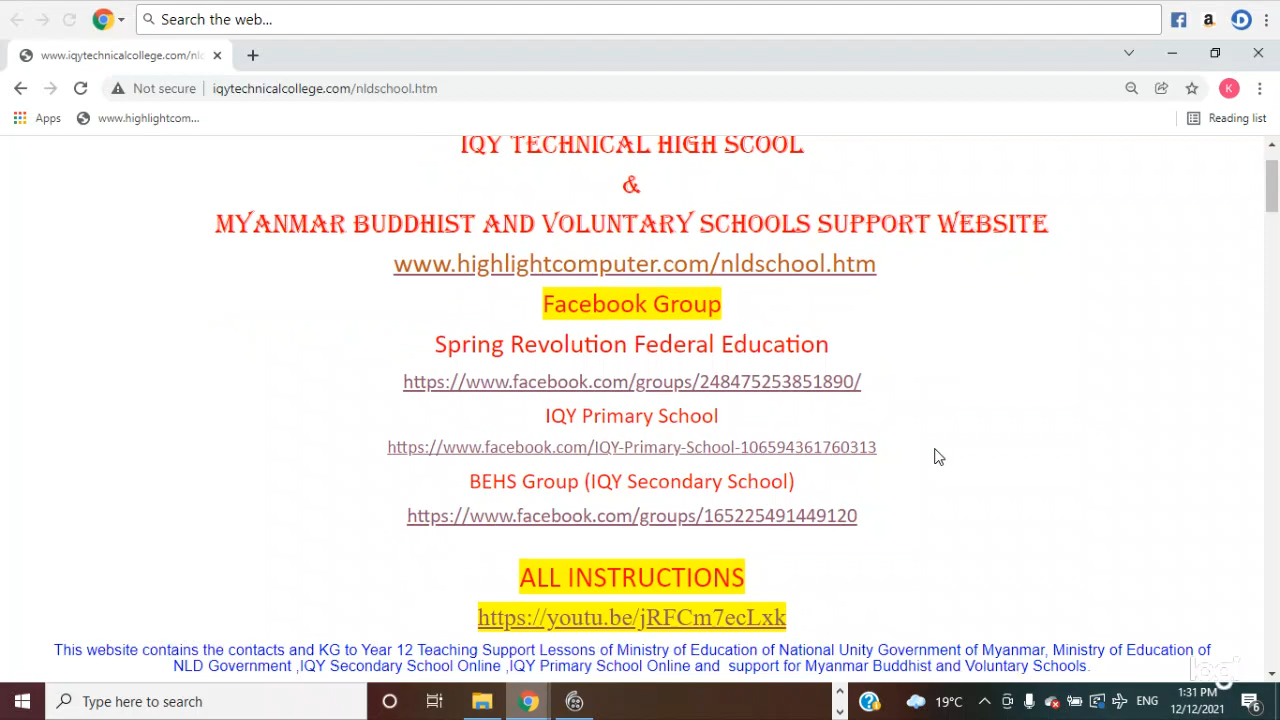 Search the web...
www.iqytechnicalcollege.com/nl
Not secure
iqytechnicalcollege.com/nldschool.htm
Apps
www.highlightcom...
Reading list
IQY TECHNICAL HIGH SCOOL
&
MYANMAR BUDDHIST AND VOLUNTARY SCHOOLS SUPPORT WEBSITE
www.highlightcomputer.com/nldschool.htm
Facebook Group
Spring Revolution Federal Education
https://www.facebook.com/groups/248475253851890/
IQY Primary School
https://www.facebook.com/IQY-Primary-School-106594361760313
BEHS Group (IQY Secondary School)
https://www.facebook.com/groups/165225491449120
ALL INSTRUCTIONS
https://youtu.be/jRFCm7ecLxk
This website contains the contacts and KG to Year 12 Teaching Support Lessons of Ministry of Education of National Unity Government of Myanmar, Ministry of Education of
NLD Government ,IQY Secondary School Online ,IQY Primary School Online and support for Myanmar Buddhist and Voluntary Schools.
Type here to search
19°C
ENG
1:31 PM
12/12/2021
6
K